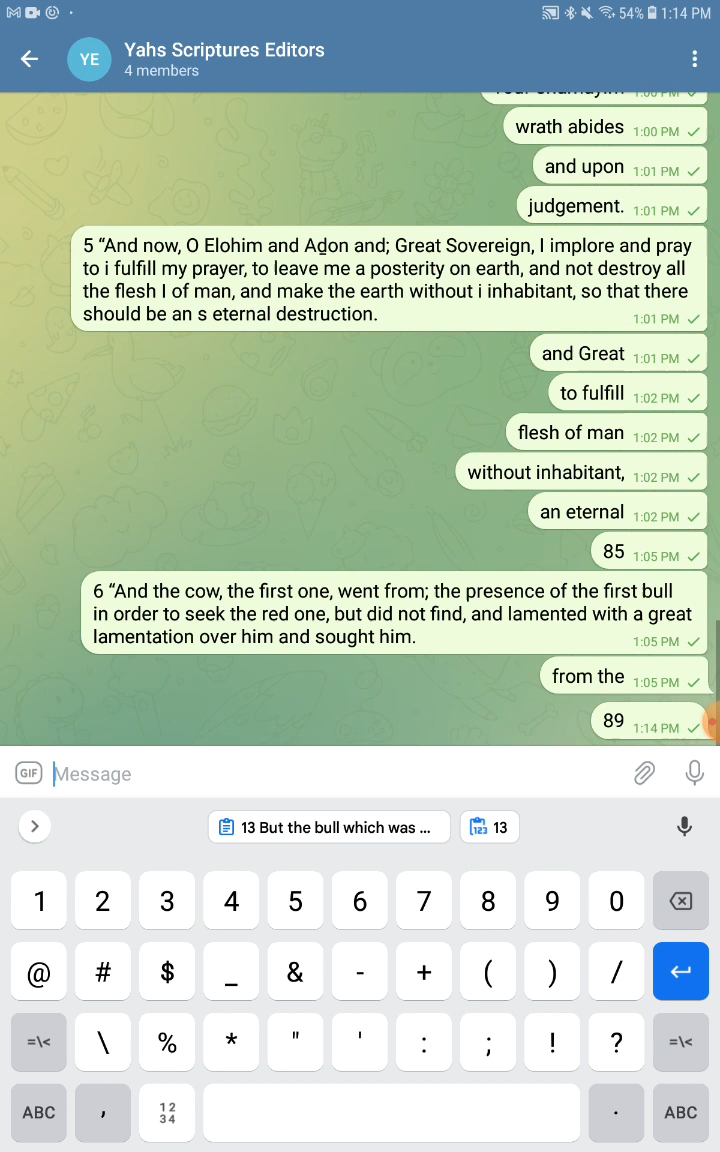 54% 1:14 PM
YE
Yahs Scriptures Editors
4 members
wrath abides 1:00 PM
and upon 1:01 PM
judgement. 1:01 PM
5 “And now, O Elohim and Aḏon and; Great Sovereign, I implore and pray
to i fulfill my prayer, to leave me a posterity on earth, and not destroy all
the flesh I of man, and make the earth without i inhabitant, so that there
should be an s eternal destruction. 1:01 PM
and Great 1:01 PM
to fulfill 1:02 PM
flesh of man 1:02 PM
without inhabitant, 1:02 PM
an eternal 1:02 PM
85 1:05 PM
6 “And the cow, the first one, went from; the presence of the first bull
in order to seek the red one, but did not find, and lamented with a great
lamentation over him and sought him. 1:05 PM
from the 1:05 PM
89 1:14 PM
GIF Message
13 But the bull which was ... 123 13
1 2 3 4 5 6 7 8 9 0
@ # $ _ & - + ( ) /
=\< \ % * " ' : ; ! ? =\<
ABC , 12 34 . ABC